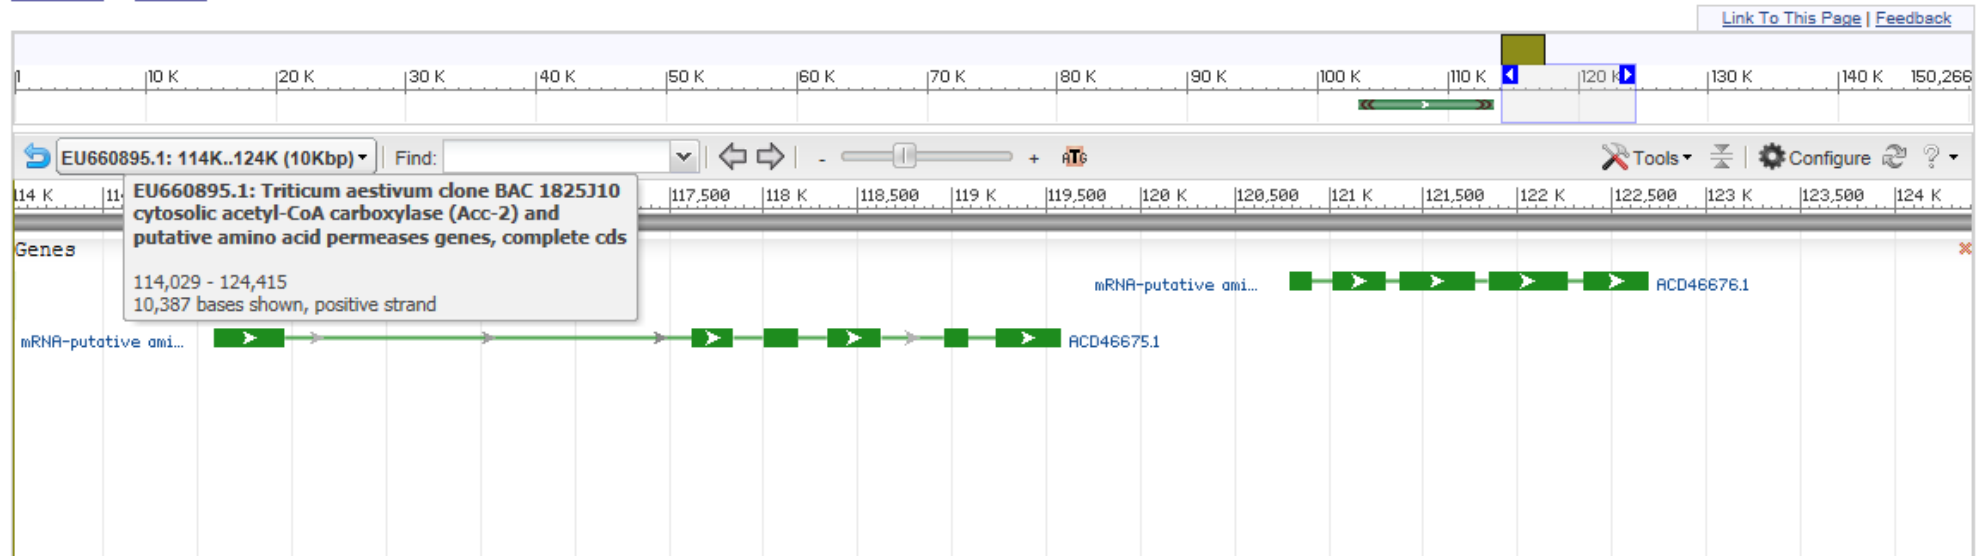 Link To This Page | Feedback
1 10 K 20 K 30 K 40 K 50 K 60 K 70 K 80 K 90 K 100 K 110 K 120 K 130 K 140 K 150,266
EU660895.1: 114K..124K (10Kbp) Find: - + ATG Tools Configure ?
114 K 117,500 118 K 118,500 119 K 119,500 120 K 120,500 121 K 121,500 122 K 122,500 123 K 123,500 124 K
EU660895.1: Triticum aestivum clone BAC 1825J10
cytosolic acetyl-CoA carboxylase (Acc-2) and
putative amino acid permeases genes, complete cds
114,029 - 124,415
10,387 bases shown, positive strand
Genes
mRNA-putative ami... ACD46676.1
mRNA-putative ami... ACD46675.1